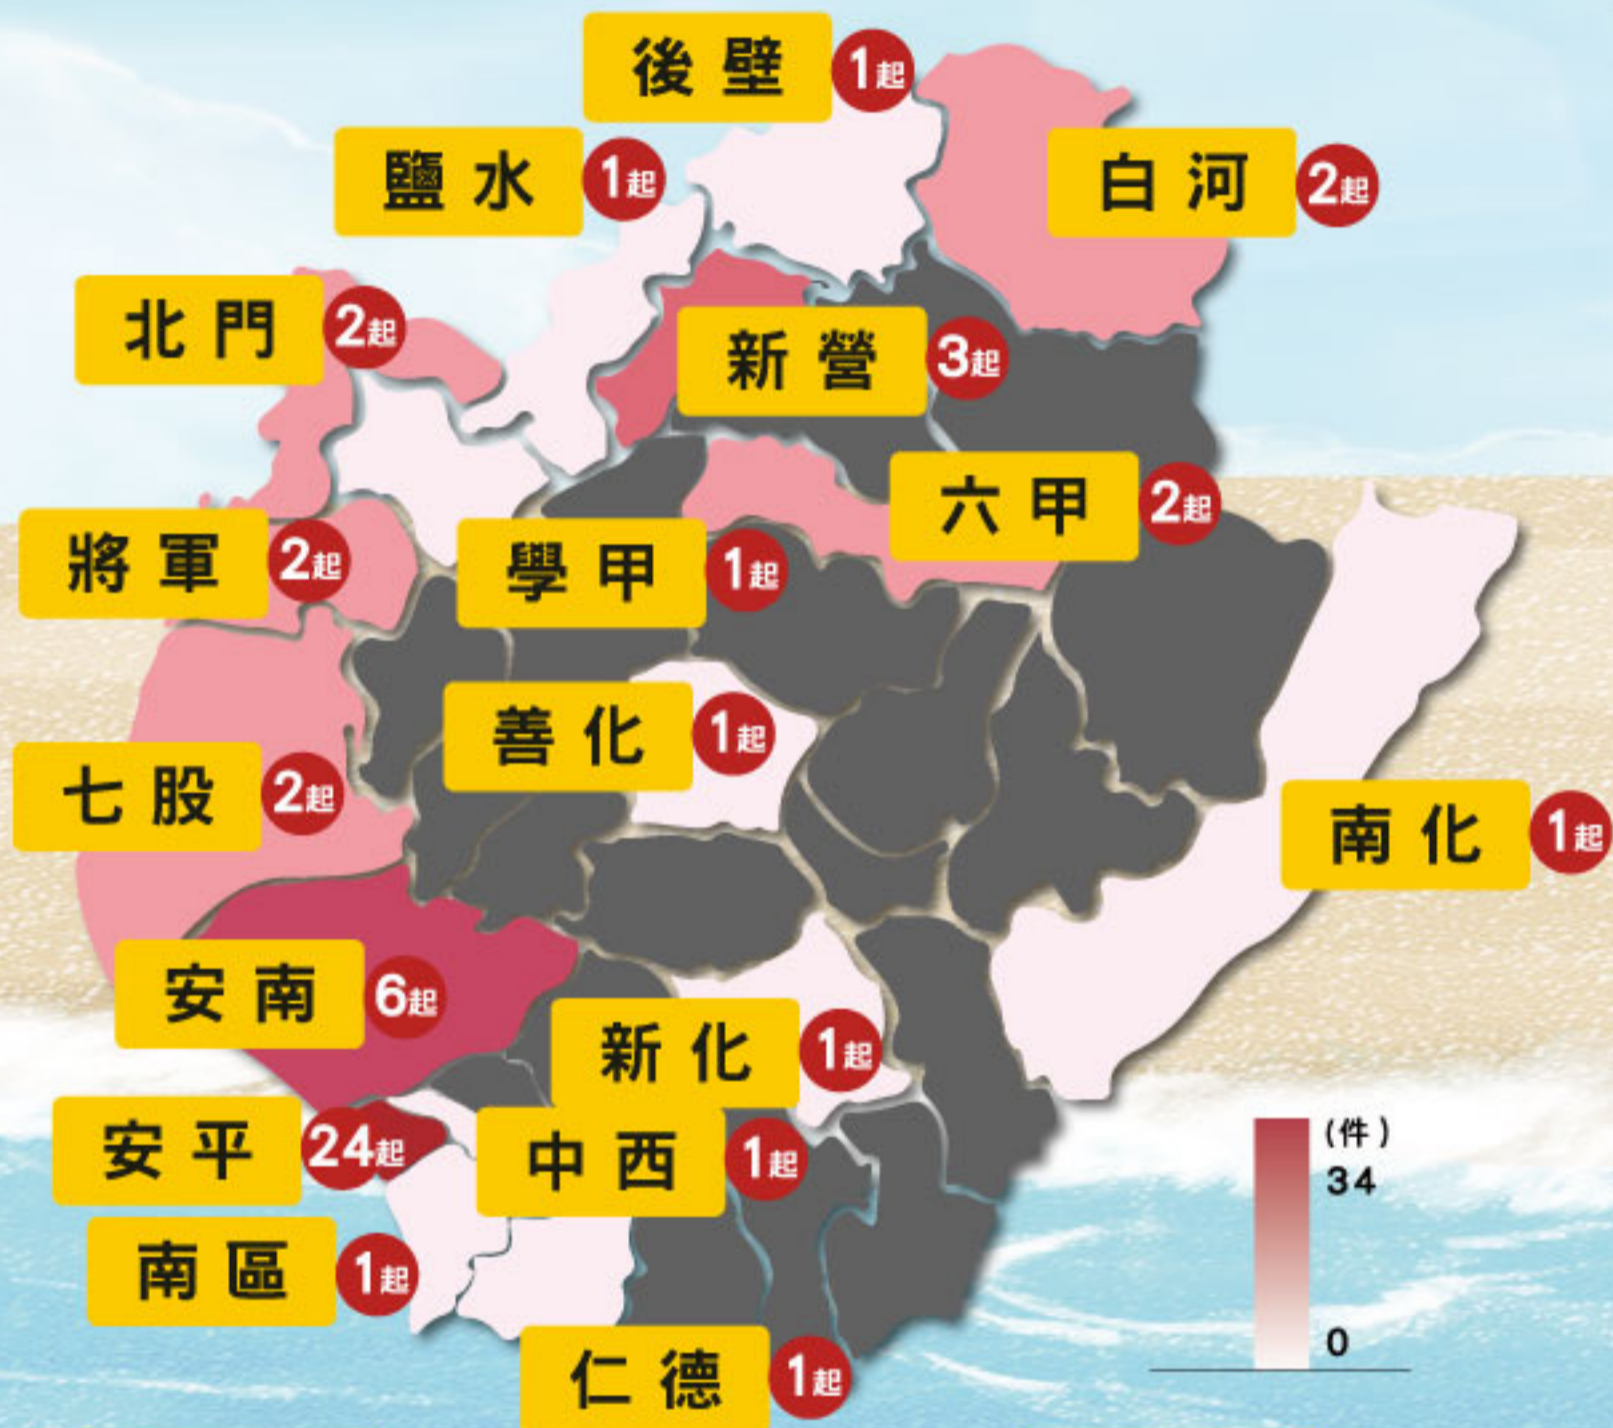 後壁 1起
鹽水 1起
白河 2起
北門 2起
新營 3起
六甲 2起
將軍 2起
學甲 1起
善化 1起
七股 2起
南化 1起
安南 6起
新化 1起
安平 24起
中西 1起
南區 1起
仁德 1起
(件)
34
0